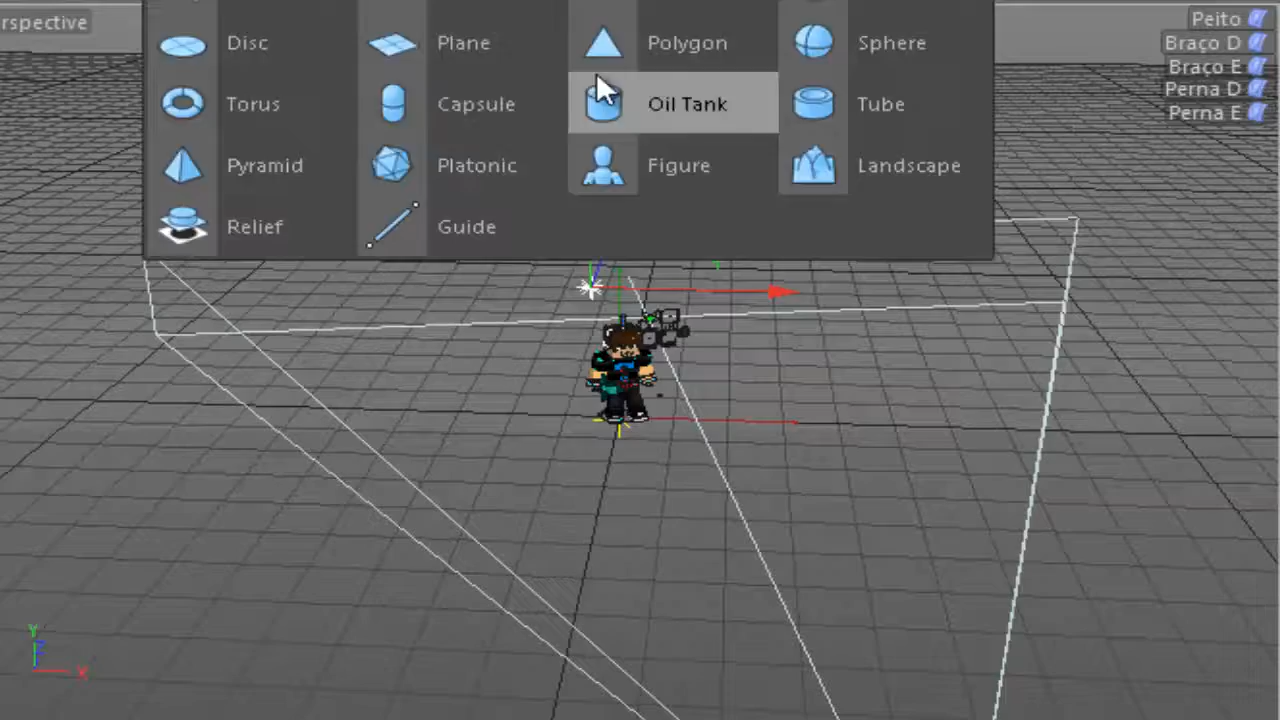 rspective
Peito
Disc
Plane
Polygon
Sphere
Braço D
Braço E
Perna D
Torus
Capsule
Oil Tank
Tube
Perna E
Pyramid
Platonic
Figure
Landscape
Relief
Guide
Y
X